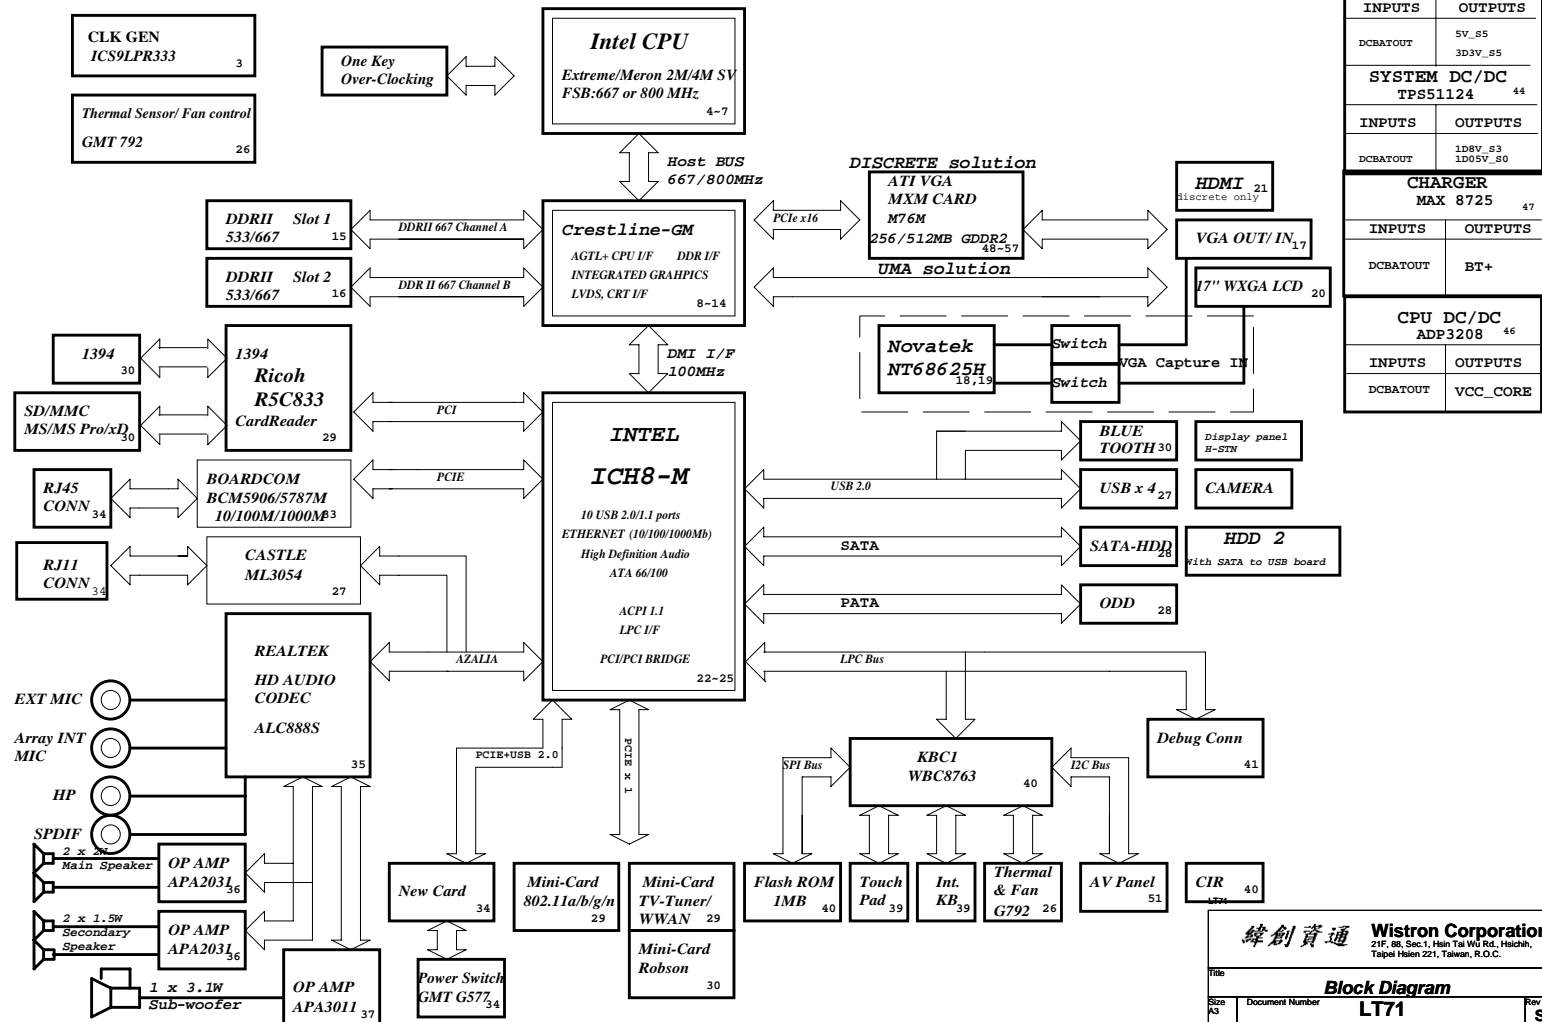 CLK GEN
ICS9LPR333
3
Thermal Sensor/ Fan control
GMT 792
26
One Key
Over-Clocking
Intel CPU
Extreme/Meron 2M/4M SV
FSB:667 or 800 MHz
4~7
Host BUS
667/800MHz
DDRII Slot 1
533/667
15
DDRII 667 Channel A
DDRII Slot 2
533/667
16
DDR II 667 Channel B
Crestline-GM
AGTL+ CPU I/F DDR I/F
INTEGRATED GRAHPICS
LVDS, CRT I/F
8~14
DMI I/F
100MHz
DISCRETE solution
PCIe x16
ATI VGA
MXM CARD
M76M
256/512MB GDDR2
48~57
UMA solution
HDMI 21
discrete only
VGA OUT/ IN 17
17" WXGA LCD 20
Novatek
NT68625H
18,19
Switch
Switch
VGA Capture IN
INPUTS OUTPUTS
DCBATOUT
5V_S5
3D3V_S5
SYSTEM DC/DC
TPS51124 44
INPUTS OUTPUTS
DCBATOUT
1D8V_S3
1D05V_S0
CHARGER
MAX 8725 47
INPUTS OUTPUTS
DCBATOUT BT+
CPU DC/DC
ADP3208 46
INPUTS OUTPUTS
DCBATOUT VCC_CORE
1394
30
SD/MMC
MS/MS Pro/xD
30
1394
Ricoh
R5C833
CardReader
29
PCI
RJ45
CONN
34
BOARDCOM
BCM5906/5787M
10/100M/1000M
33
PCIE
RJ11
CONN
34
CASTLE
ML3054
27
INTEL
ICH8-M
10 USB 2.0/1.1 ports
ETHERNET (10/100/1000Mb)
High Definition Audio
ATA 66/100
ACPI 1.1
LPC I/F
PCI/PCI BRIDGE
22~25
AZALIA
USB 2.0
BLUE
TOOTH 30
Display panel
H-STN
USB x 4 27
CAMERA
SATA
SATA-HDD
28
HDD 2
With SATA to USB board
PATA
ODD
28
LPC Bus
REALTEK
HD AUDIO
CODEC
ALC888S
35
EXT MIC
Array INT
MIC
HP
SPDIF
2 x 2W
Main Speaker
OP AMP
APA2031
36
2 x 1.5W
Secondary
Speaker
OP AMP
APA2031
36
1 x 3.1W
Sub-woofer
OP AMP
APA3011
37
PCIE+USB 2.0
PCIE x 1
New Card
34
Power Switch
GMT G577
34
Mini-Card
802.11a/b/g/n
29
Mini-Card
TV-Tuner/
WWAN
29
Mini-Card
Robson
30
SPI Bus
KBC1
WBC8763
40
I2C Bus
Debug Conn
41
Flash ROM
1MB
40
Touch
Pad
39
Int.
KB
39
Thermal
& Fan
G792
26
AV Panel
51
CIR
40
LT71
緯創資通 Wistron Corporation
21F, 88, Sec.1, Hsin Tai Wu Rd., Hsichih,
Taipei Hsien 221, Taiwan, R.O.C.
Title
Block Diagram
Size
A3
Document Number
LT71
Rev